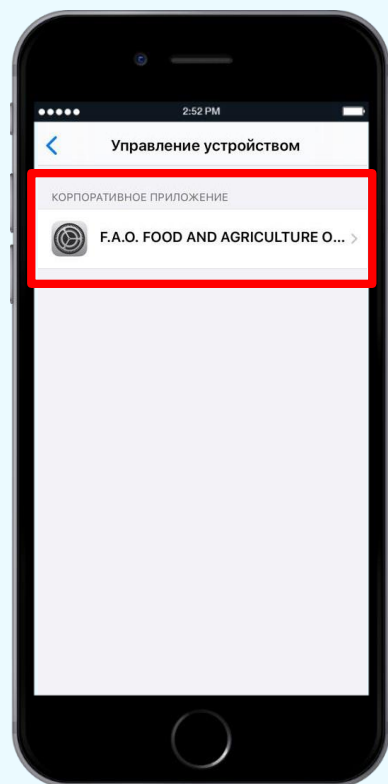 2:52 PM
Управление устройством
КОРПОРАТИВНОЕ ПРИЛОЖЕНИЕ
F.A.O. FOOD AND AGRICULTURE O...